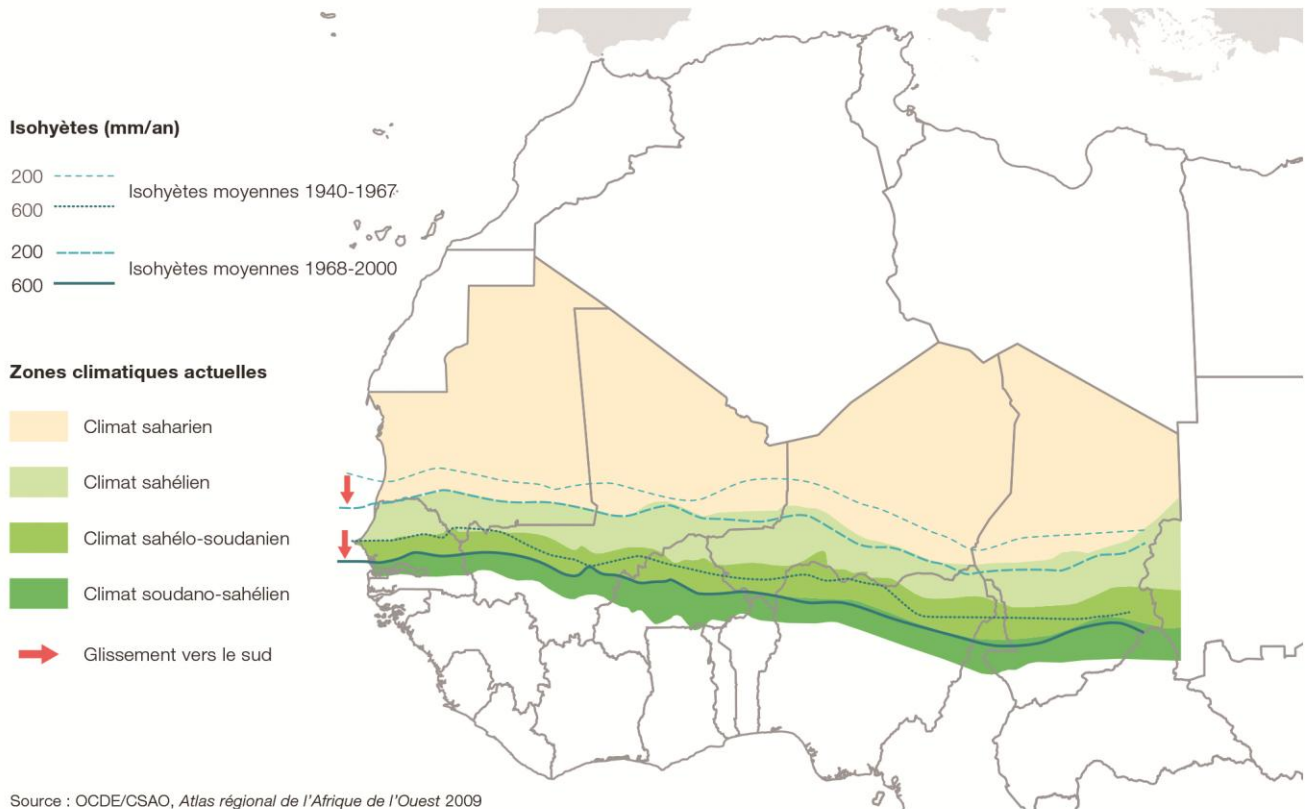 Isohyètes (mm/an)
200
Isohyètes moyennes 1940-1967
600
200
Isohyètes moyennes 1968-2000
600
Zones climatiques actuelles
Climat saharien
Climat sahélien
Climat sahélo-soudanien
Climat soudano-sahélien
Glissement vers le sud
Source : OCDE/CSAO, Atlas régional de l'Afrique de l'Ouest 2009